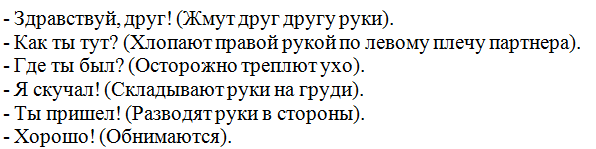 - Здравствуй, друг! (Жмут друг другу руки).
- Как ты тут? (Хлопают правой рукой по левому плечу партнера).
- Где ты был? (Осторожно треплют ухо).
- Я скучал! (Складывают руки на груди).
- Ты пришел! (Разводят руки в стороны).
- Хорошо! (Обнимаются).